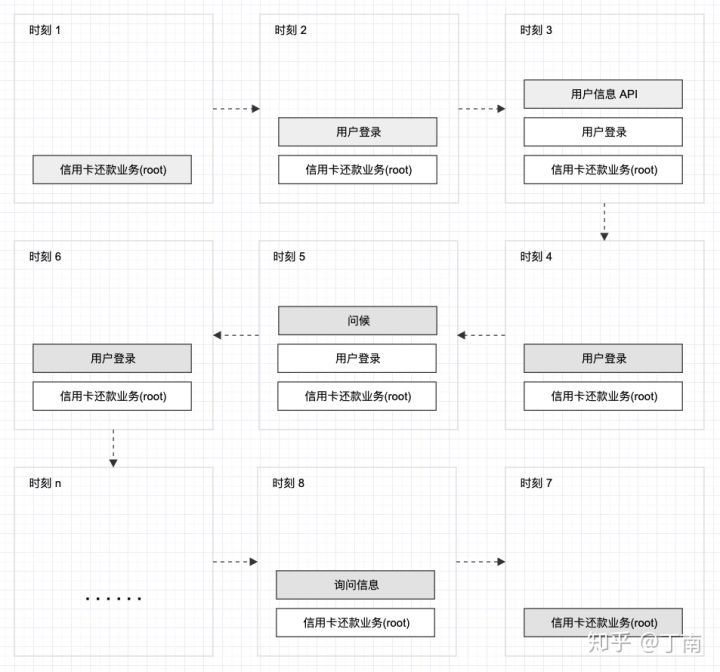 时刻 1
信用卡还款业务(root)
时刻 2
用户登录
信用卡还款业务(root)
时刻 3
用户信息 API
用户登录
信用卡还款业务(root)
时刻 6
用户登录
信用卡还款业务(root)
时刻 5
问候
用户登录
信用卡还款业务(root)
时刻 4
用户登录
信用卡还款业务(root)
时刻 n
......
时刻 8
询问信息
信用卡还款业务(root)
时刻 7
信用卡还款业务(root)
知乎 @丁南